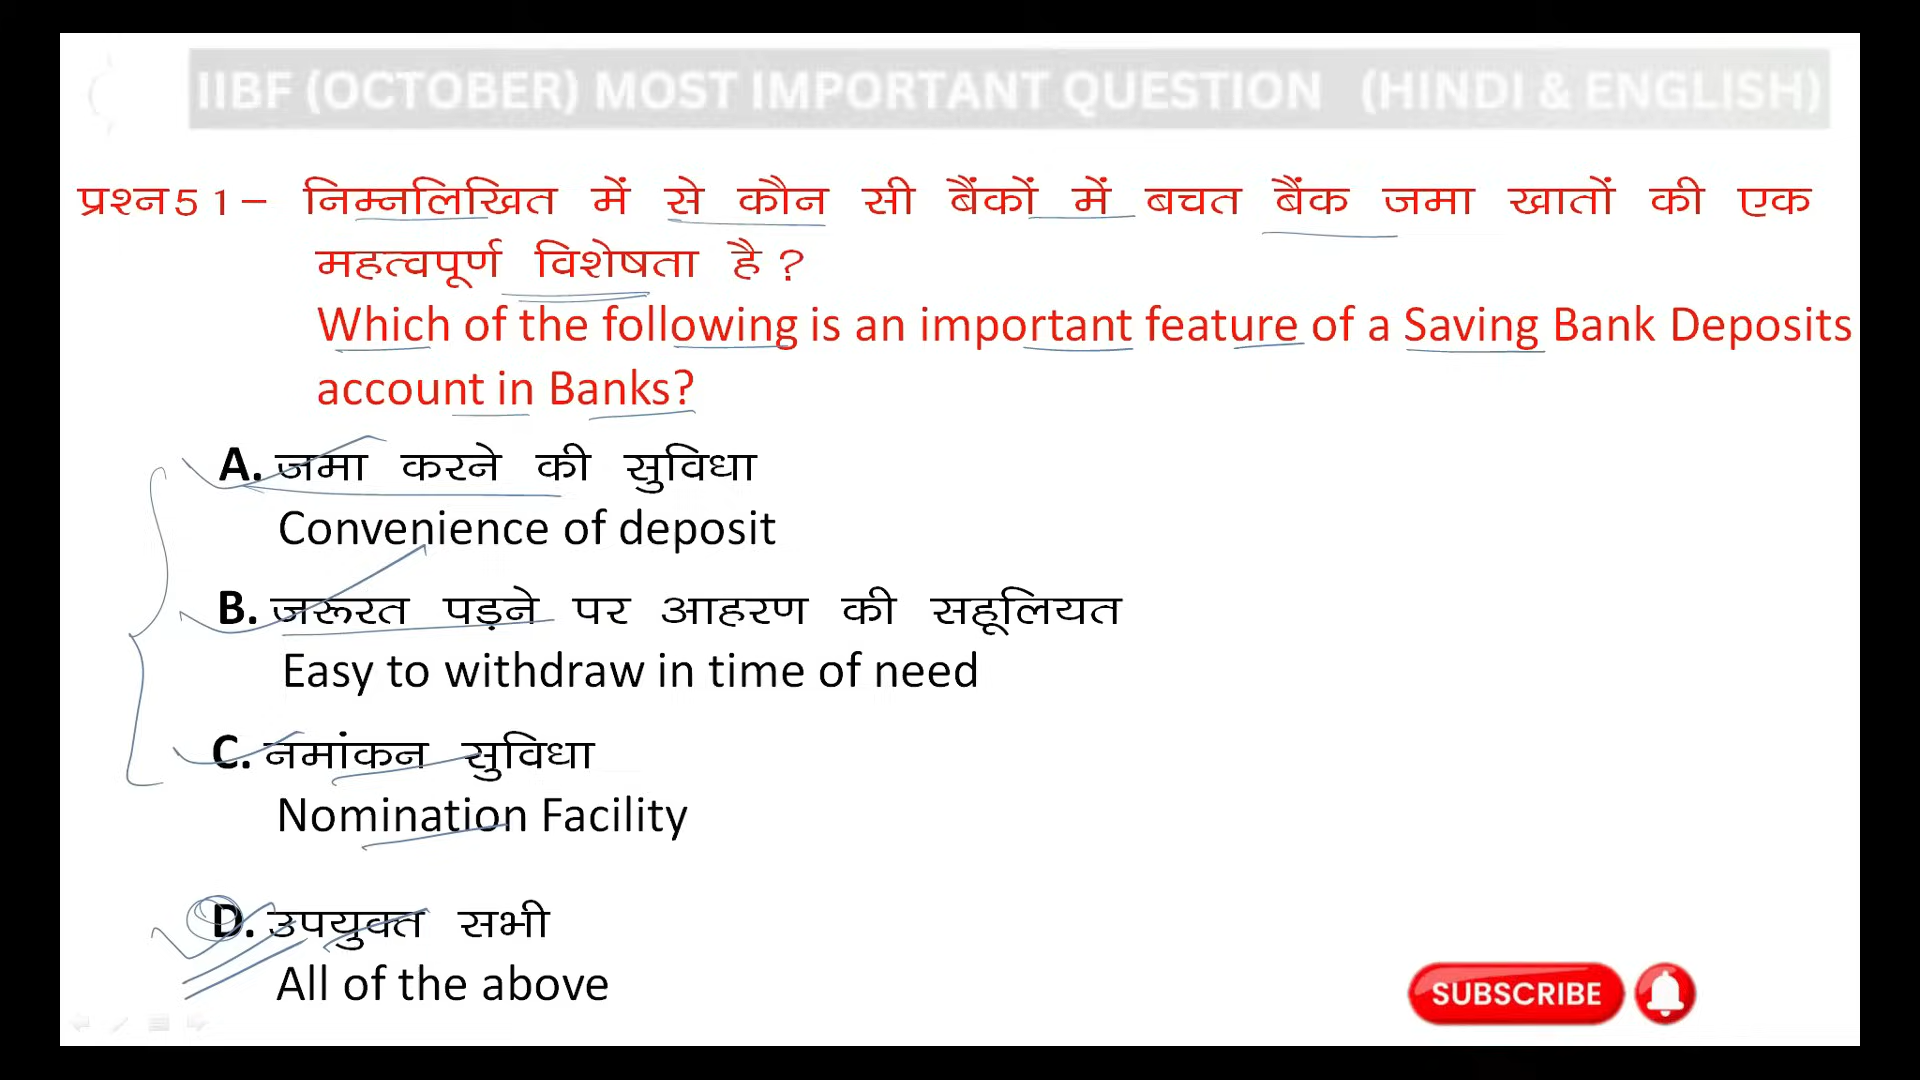 IIBF (OCTOBER) MOST IMPORTANT QUESTION (HINDI & ENGLISH)
प्रश्न51– निम्नलिखित में से कौन सी बैंकों में बचत बैंक जमा खातों की एक
महत्वपूर्ण विशेषता है ?
Which of the following is an important feature of a Saving Bank Deposits
account in Banks?
A. जमा करने की सुविधा
Convenience of deposit
B. जरूरत पड़ने पर आहरण की सहूलियत
Easy to withdraw in time of need
C. नमांकन सुविधा
Nomination Facility
D. उपयुक्त सभी
All of the above
SUBSCRIBE